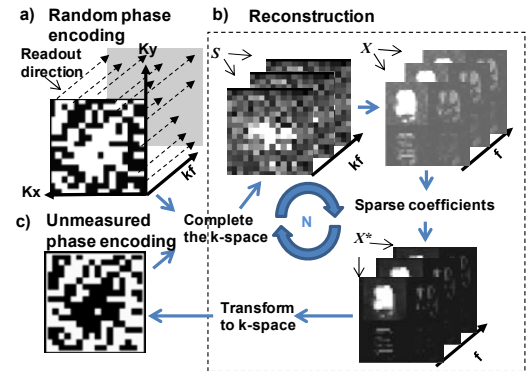 a) Random phase encoding
Readout direction
Ky
Kx
kf
b) Reconstruction
S
kf
X
f
Sparse coefficients
X*
f
N
Complete the k-space
Transform to k-space
c) Unmeasured phase encoding